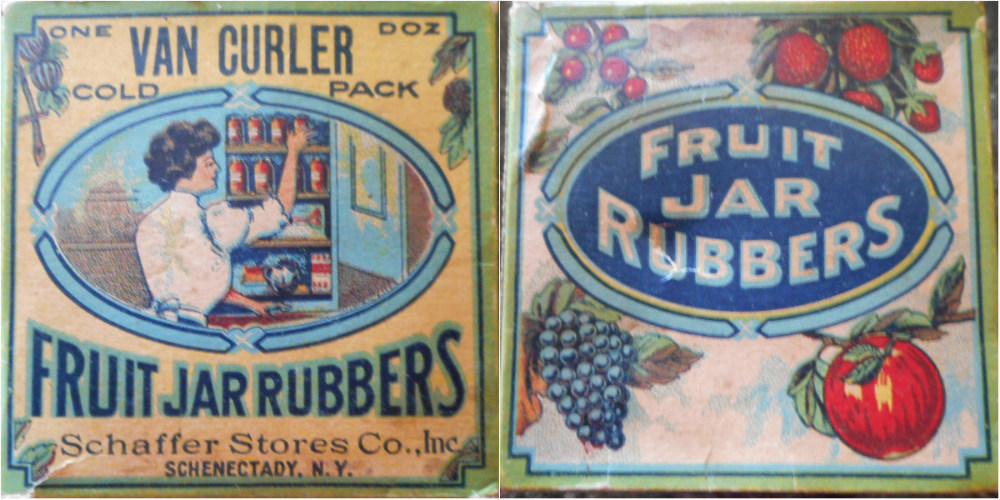 ONE DOZ
VAN CURLER
COLD PACK
FRUIT JAR RUBBERS
Schaffer Stores Co., Inc.
SCHENECTADY, N. Y.
FRUIT
JAR
RUBBERS